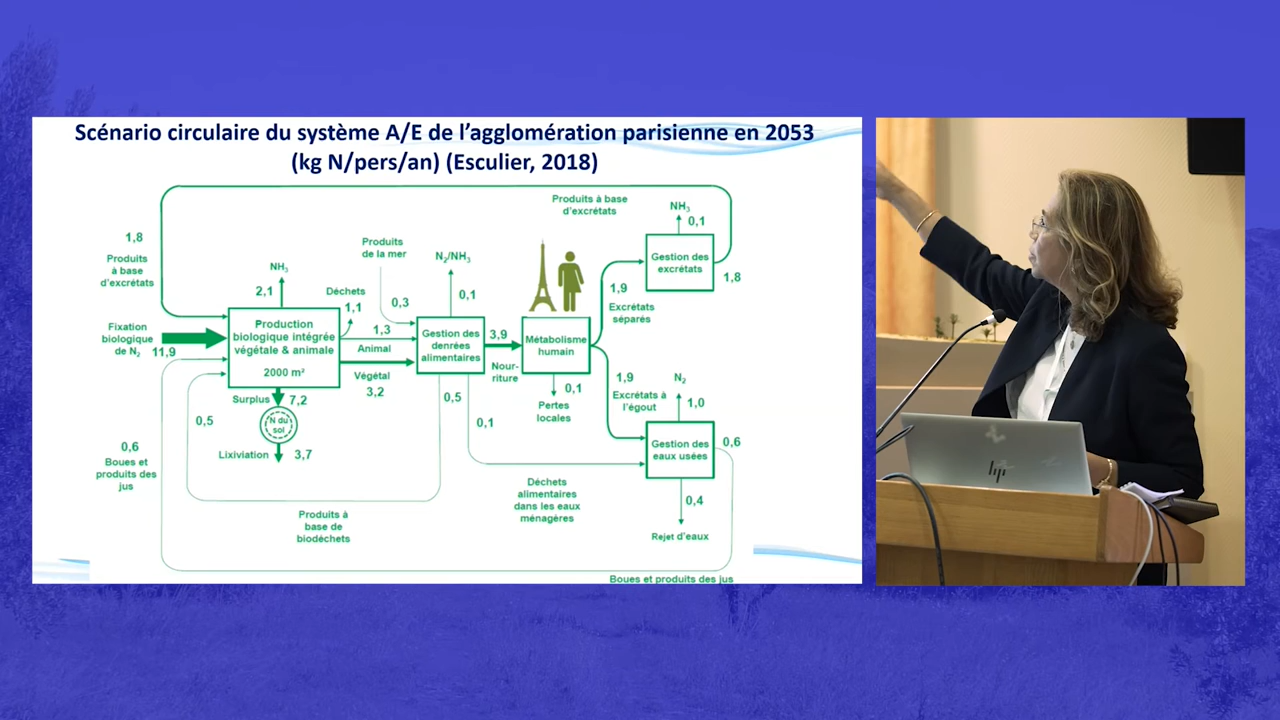 Scénario circulaire du système A/E de l'agglomération parisienne en 2053
(kg N/pers/an) (Esculier, 2018)
Produits à base
d'excrétats
NH3
0,1
1,8
Produits
à base
d'excrétats
NH3
2,1
Déchets
1,1
Produits
de la mer
0,3
N2/NH3
0,1
Gestion des
excrétats
1,8
1,9
Excrétats
séparés
Fixation
biologique
de N2
11,9
Production
biologique intégrée
végétale & animale
2000 m²
1,3
Animal
Végétal
3,2
Gestion des
denrées
alimentaires
3,9
Nour-
riture
Métabolisme
humain
0,1
Pertes
locales
1,9
Excrétats à
l'égout
N2
1,0
Surplus
7,2
N du
sol
Lixiviation
3,7
0,5
0,5
0,1
0,6
Boues et
produits des
jus
Gestion des
eaux usées
0,6
0,4
Rejet d'eaux
Déchets
alimentaires
dans les eaux
ménagères
Produits à
base de
biodéchets
Boues et produits des jus
hp